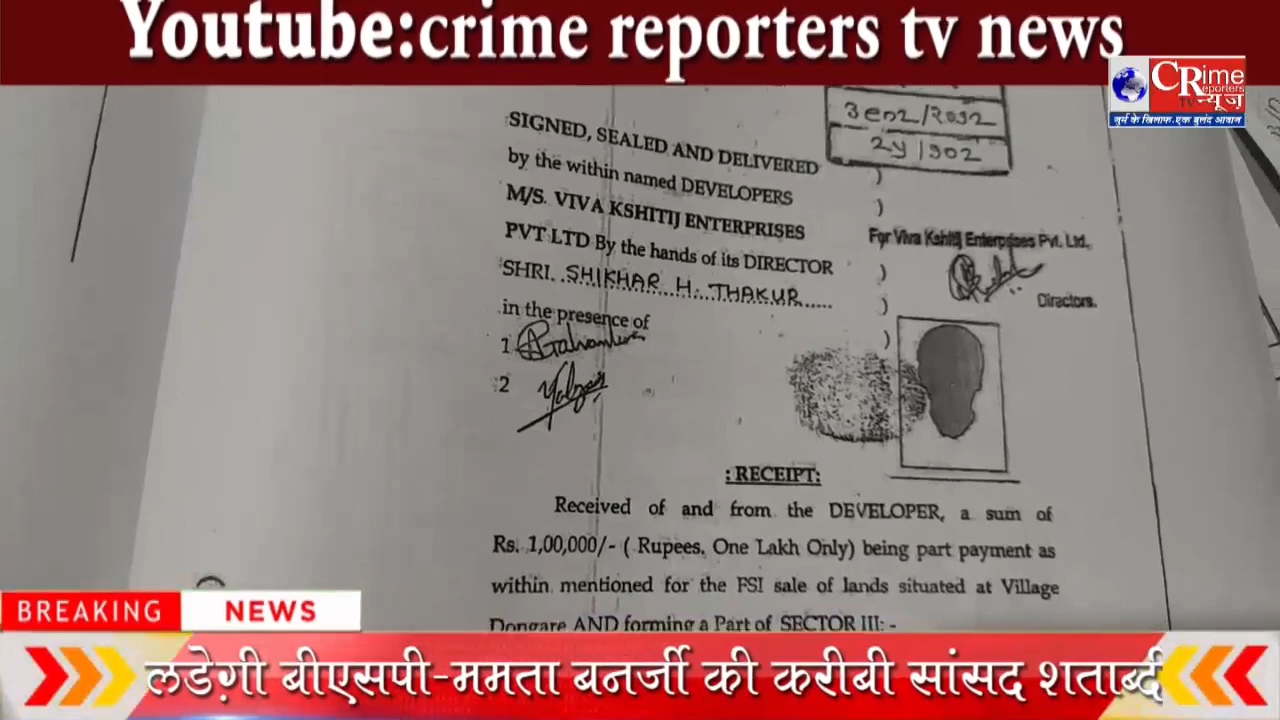 Youtube:crime reporters tv news
CRime
Reporters
TV न्यूज़
जुर्म के खिलाफ.एक बुलंद आवाज
SIGNED, SEALED AND DELIVERED
by the within named DEVELOPERS
M/S. VIVA KSHITIJ ENTERPRISES
PVT LTD By the hands of its DIRECTOR
SHRI. SHIKHAR H. THAKUR
in the presence of
1
2
)
)
)
)
)
For Viva Kshitij Enterprises Pvt. Ltd.
Directors.
: RECEIPT:
Received of and from the DEVELOPER, a sum of
Rs. 1,00,000/- ( Rupees. One Lakh Only) being part payment as
within mentioned for the FSI sale of lands situated at Village
Dongare AND forming a Part of SECTOR III: -
BREAKING NEWS
लडे़गी बीएसपी-ममता बनर्जी की करीबी सांसद शताब्दी